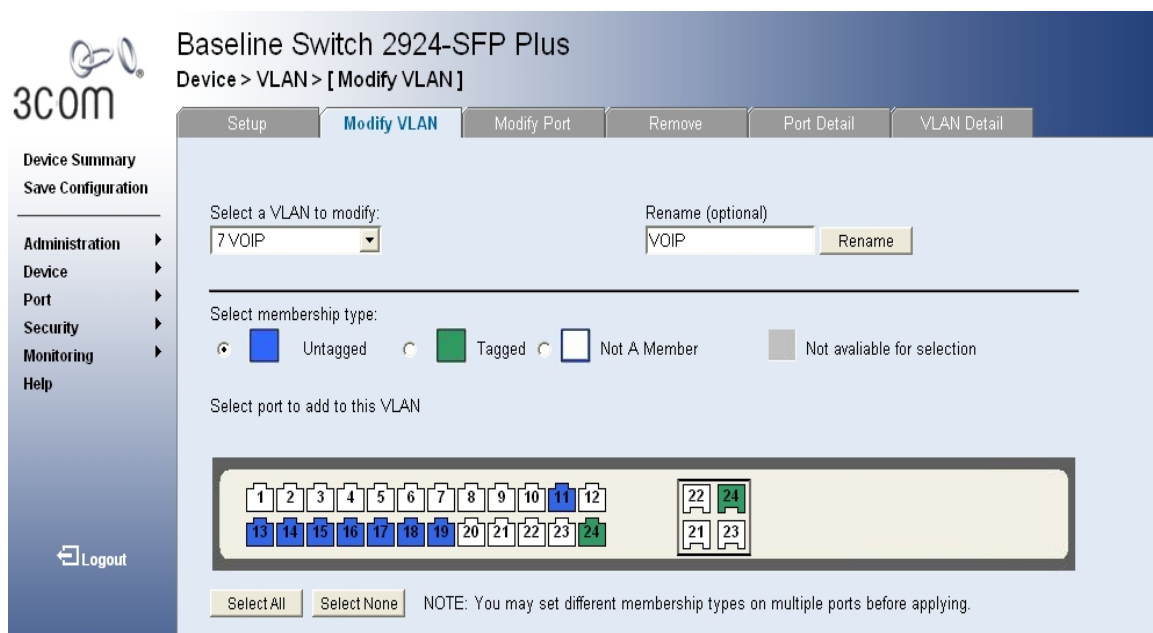 3COM
Baseline Switch 2924-SFP Plus
Device > VLAN > [ Modify VLAN ]
Setup
Modify VLAN
Modify Port
Remove
Port Detail
VLAN Detail
Device Summary
Save Configuration
Administration
Device
Port
Security
Monitoring
Help
Logout
Select a VLAN to modify:
7 VOIP
Rename (optional)
VOIP
Rename
Select membership type:
Untagged
Tagged
Not A Member
Not avaliable for selection
Select port to add to this VLAN
1 2 3 4 5 6 7 8 9 10 11 12
13 14 15 16 17 18 19 20 21 22 23 24
22 24
21 23
Select All
Select None
NOTE: You may set different membership types on multiple ports before applying.